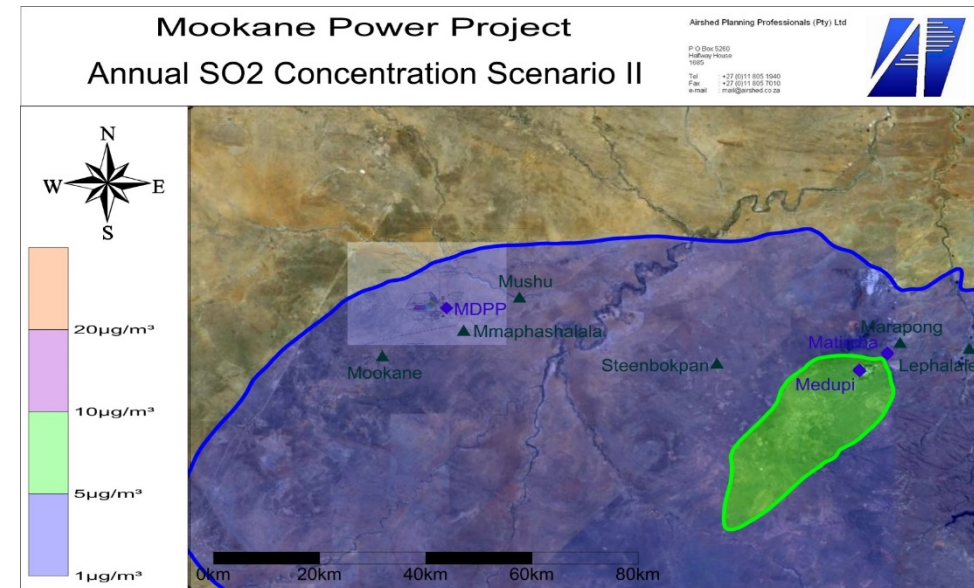 Mookane Power Project
Annual SO2 Concentration Scenario II
Airshed Planning Professionals (Pty) Ltd
P O Box 5260
Halfway House
1685
Tel : +27 (0)11 805 1940
Fax : +27 (0)11 805 7010
e-mail : mail@airshed.co.za
N
W E
S
20µg/m³
10µg/m³
5µg/m³
1µg/m³
Mushu
MDPP
Mmaphashalala
Mookane
Steenbokpan
Marapong
Matimba
Lephalale
Medupi
0km 20km 40km 60km 80km